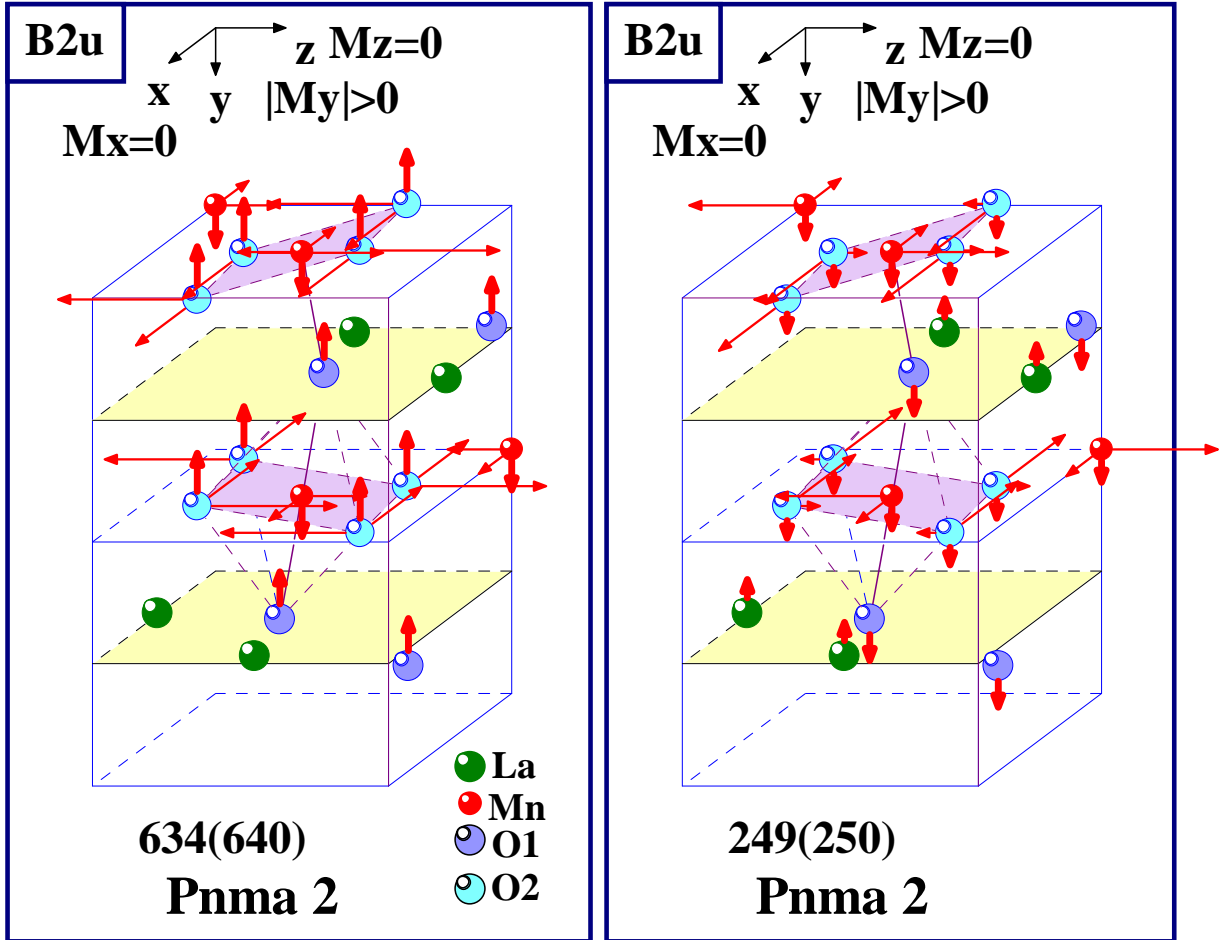 B2u
z Mz=0
x y |My|>0
Mx=0
La
Mn
634(640)
O1
O2
Pnma 2
B2u
z Mz=0
x y |My|>0
Mx=0
249(250)
Pnma 2